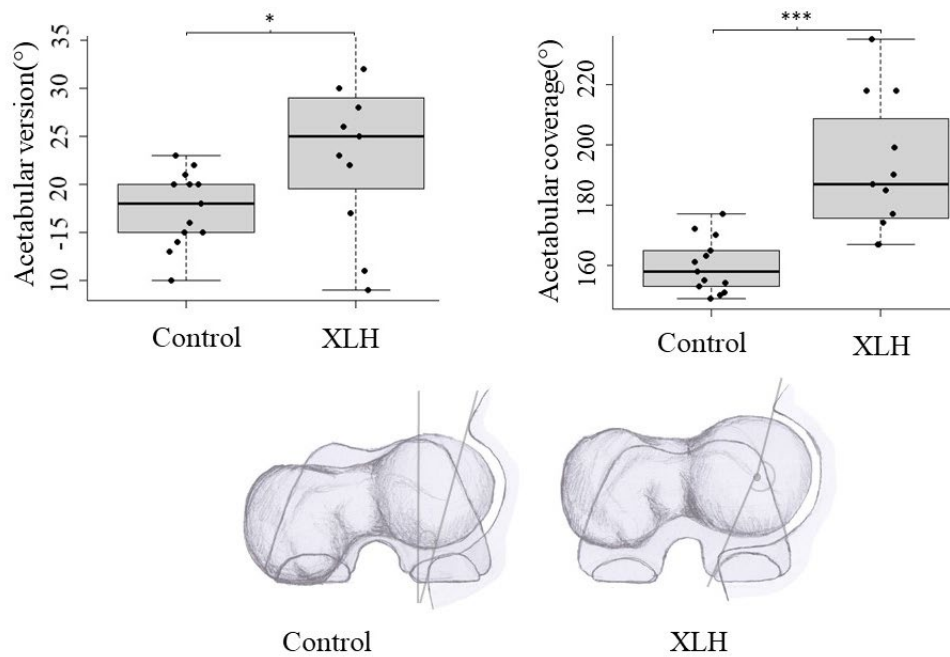 *
***
Acetabular version(°)
35
30
25
20
-15
10
Control
XLH
Acetabular coverage(°)
220
200
180
160
Control
XLH
Control
XLH